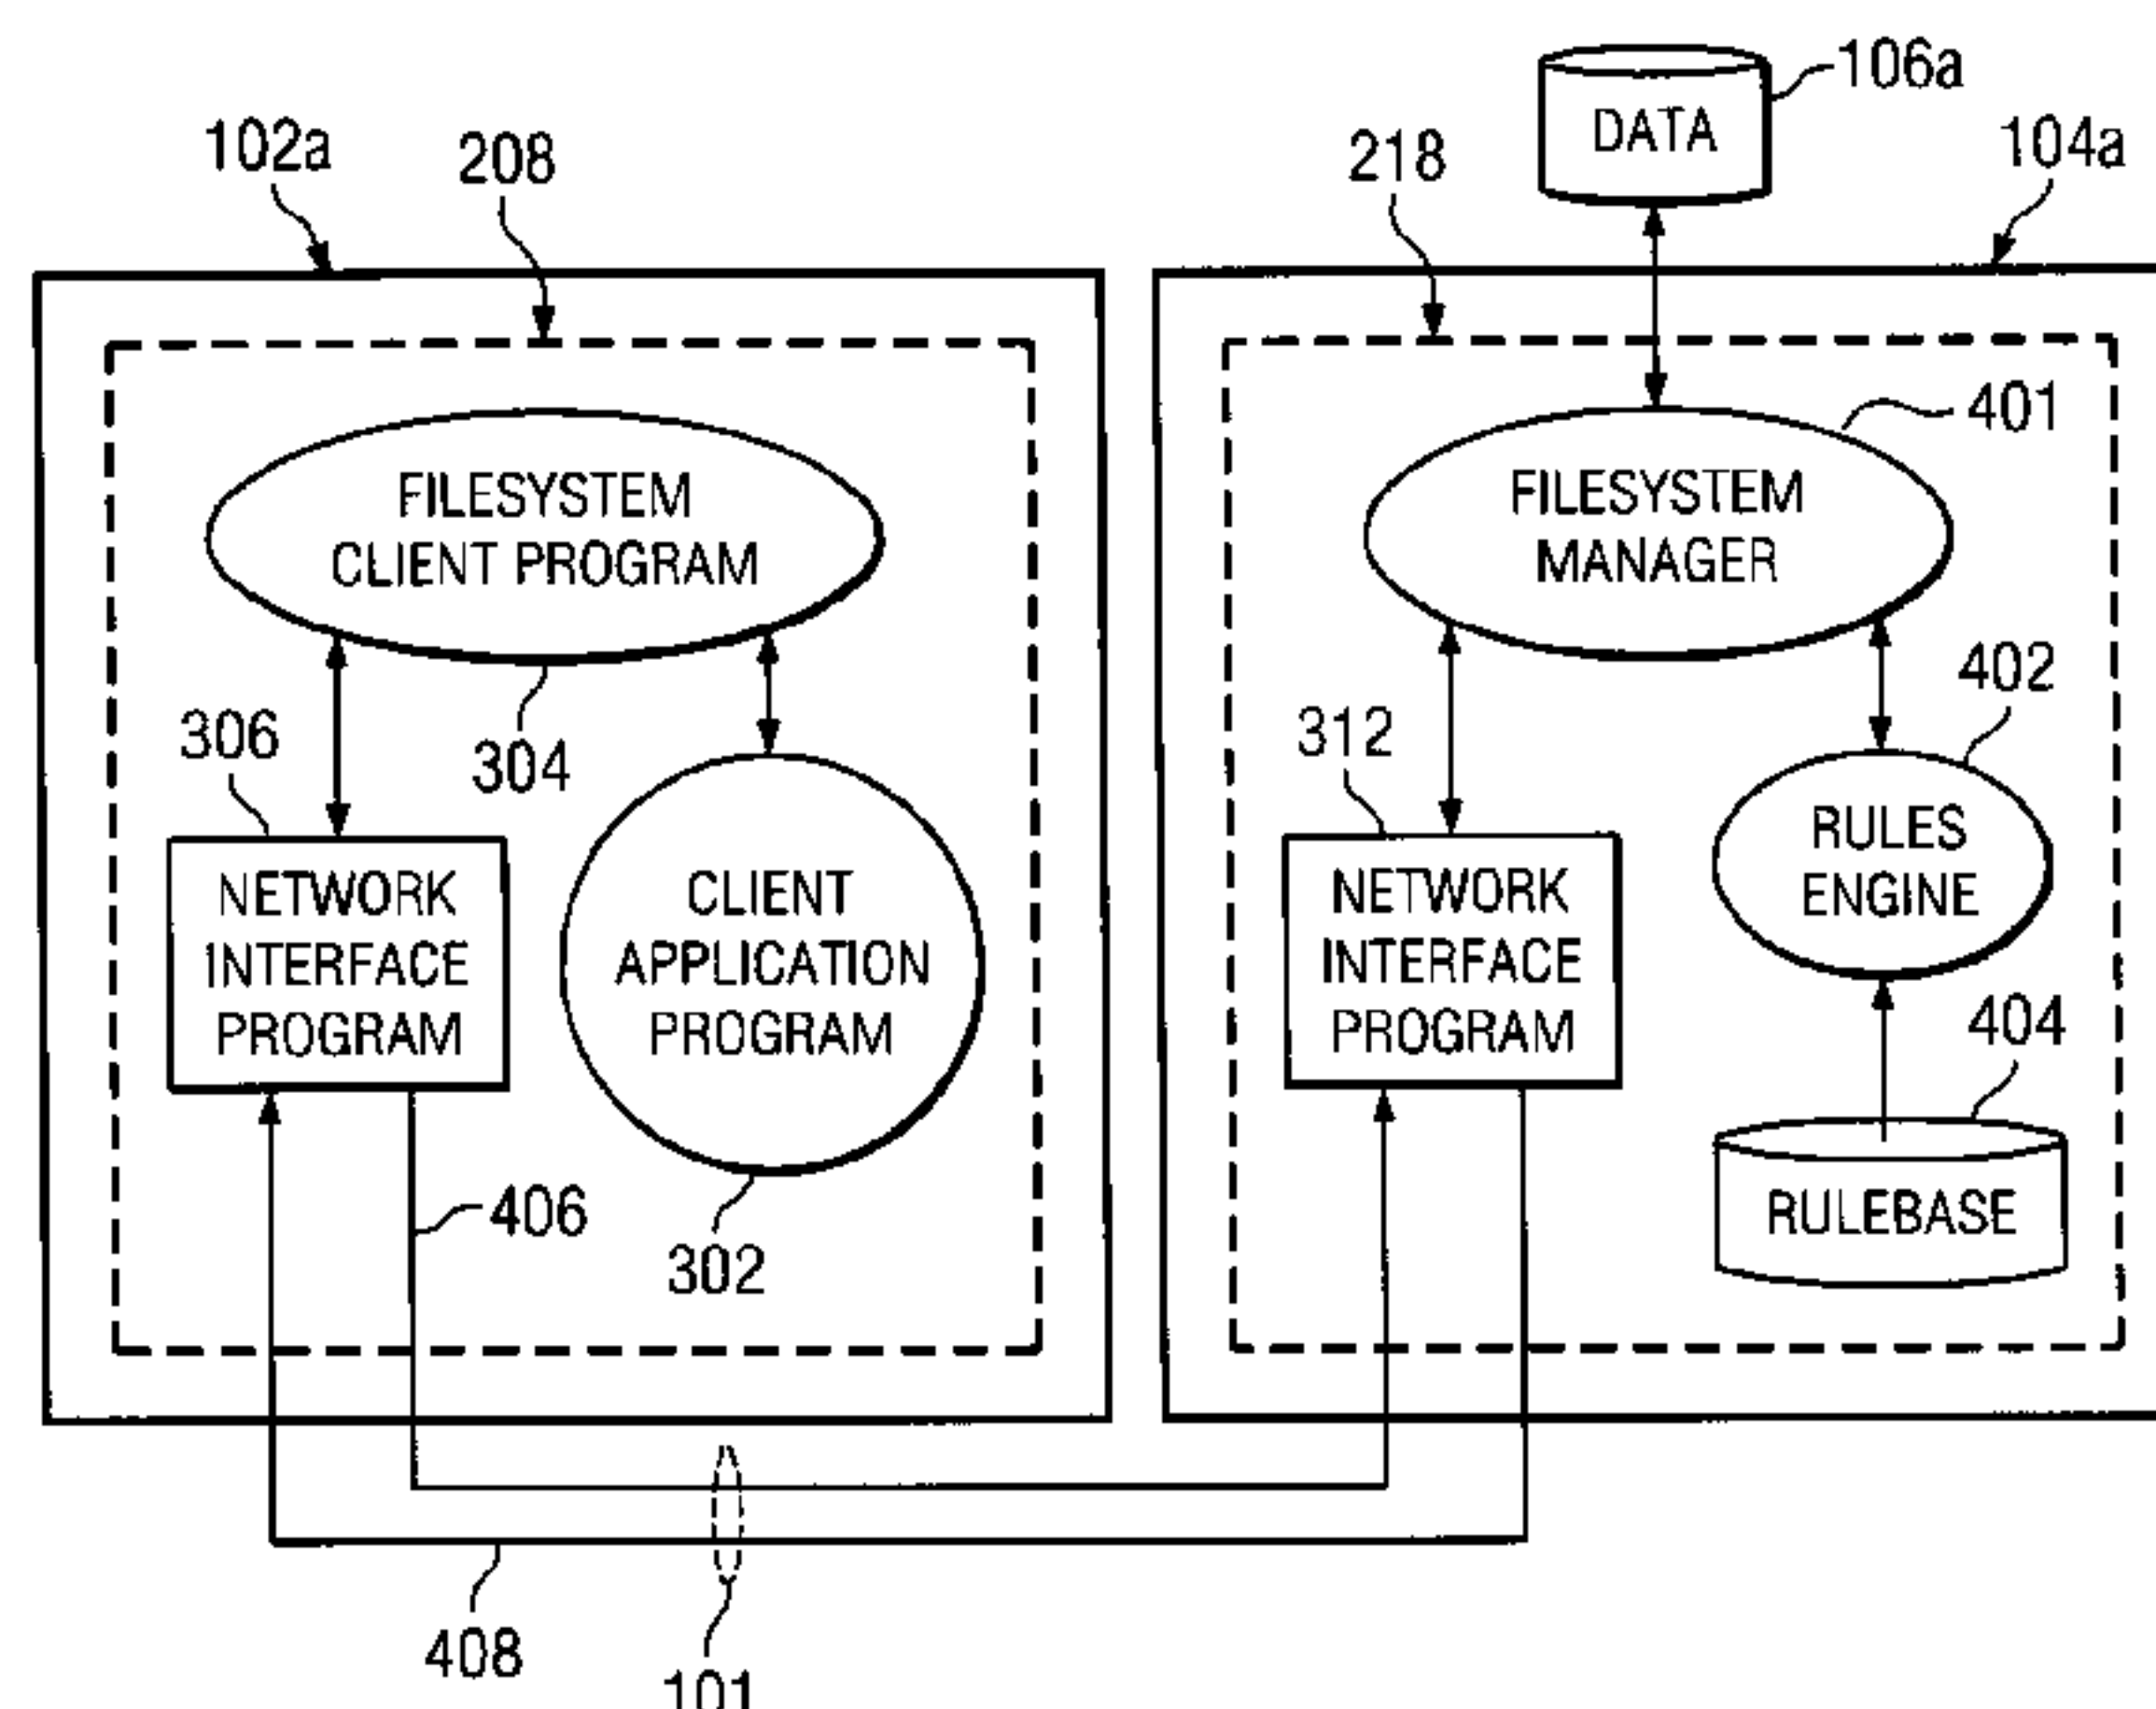 106a
DATA
102a
208
218
104a
401
FILESYSTEM
CLIENT PROGRAM
FILESYSTEM
MANAGER
402
306
304
312
RULES
ENGINE
NETWORK
INTERFACE
PROGRAM
CLIENT
APPLICATION
PROGRAM
NETWORK
INTERFACE
PROGRAM
404
RULEBASE
406
302
408
101